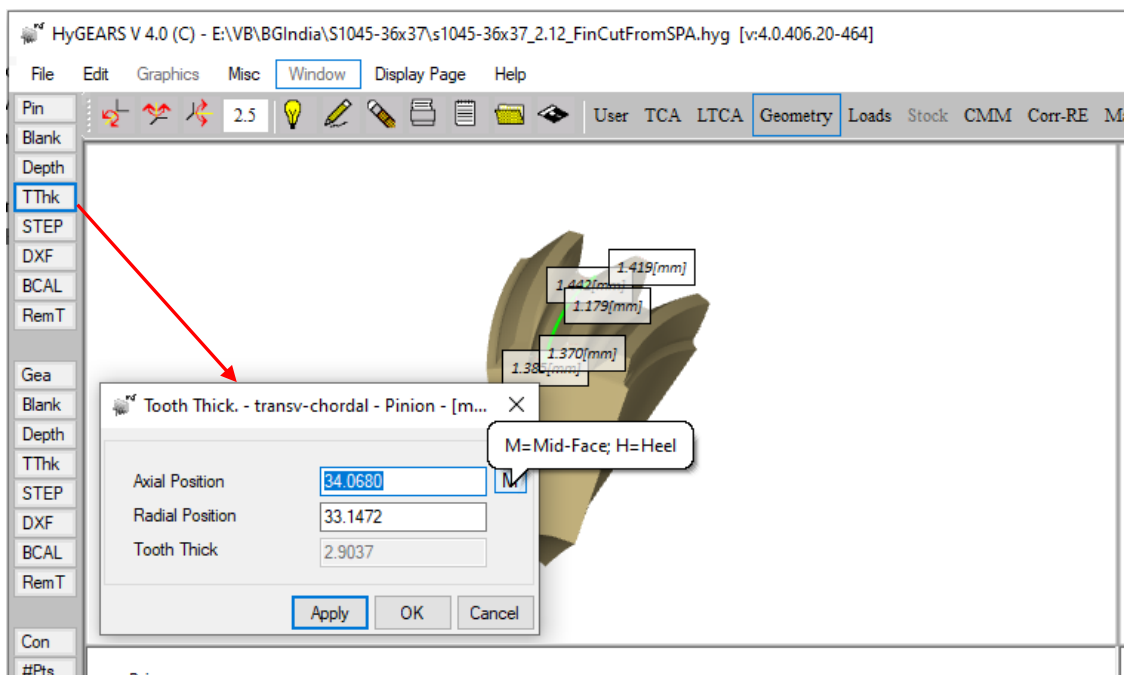 HyGEARS V 4.0 (C) - E:\VB\BGIndia\S1045-36x37\s1045-36x37_2.12_FinCutFromSPA.hyg [v:4.0.406.20-464]
File Edit Graphics Misc Window Display Page Help
2.5 User TCA LTCA Geometry Loads Stock CMM Corr-RE
Pin
Blank
Depth
TThk
STEP
DXF
BCAL
RemT
Gea
Blank
Depth
TThk
STEP
DXF
BCAL
RemT
Con
#Pts
1.419[mm]
1.442[mm]
1.179[mm]
1.370[mm]
1.385[mm]
Tooth Thick. - transv-chordal - Pinion - [m...
M=Mid-Face; H=Heel
Axial Position 34.0680 M
Radial Position 33.1472
Tooth Thick 2.9037
Apply OK Cancel